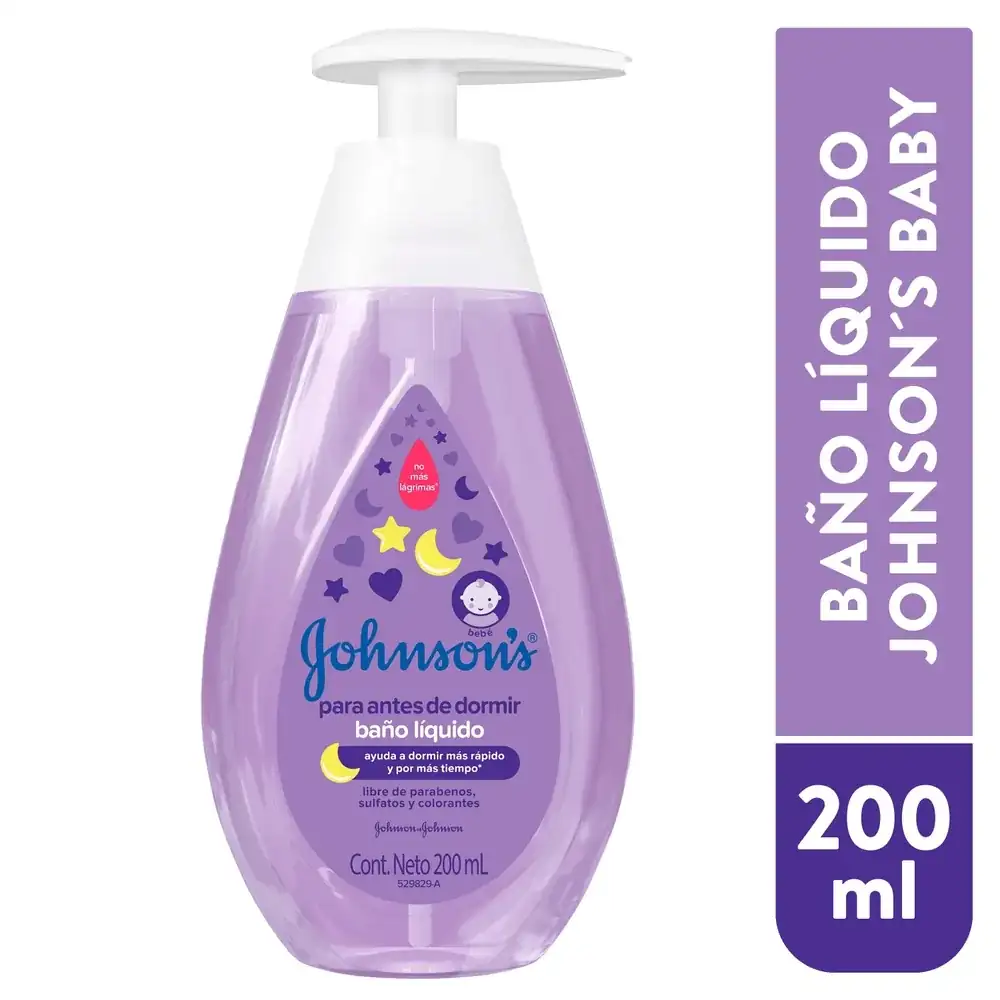 no
más
lágrimas*
bebé
Johnson's®
para antes de dormir
baño líquido
ayuda a dormir más rápido
y por más tiempo*
libre de parabenos,
sulfatos y colorantes
Johnson & Johnson
Cont. Neto 200 mL
529829-A
BAÑO LÍQUIDO
JOHNSON´S BABY
200
ml